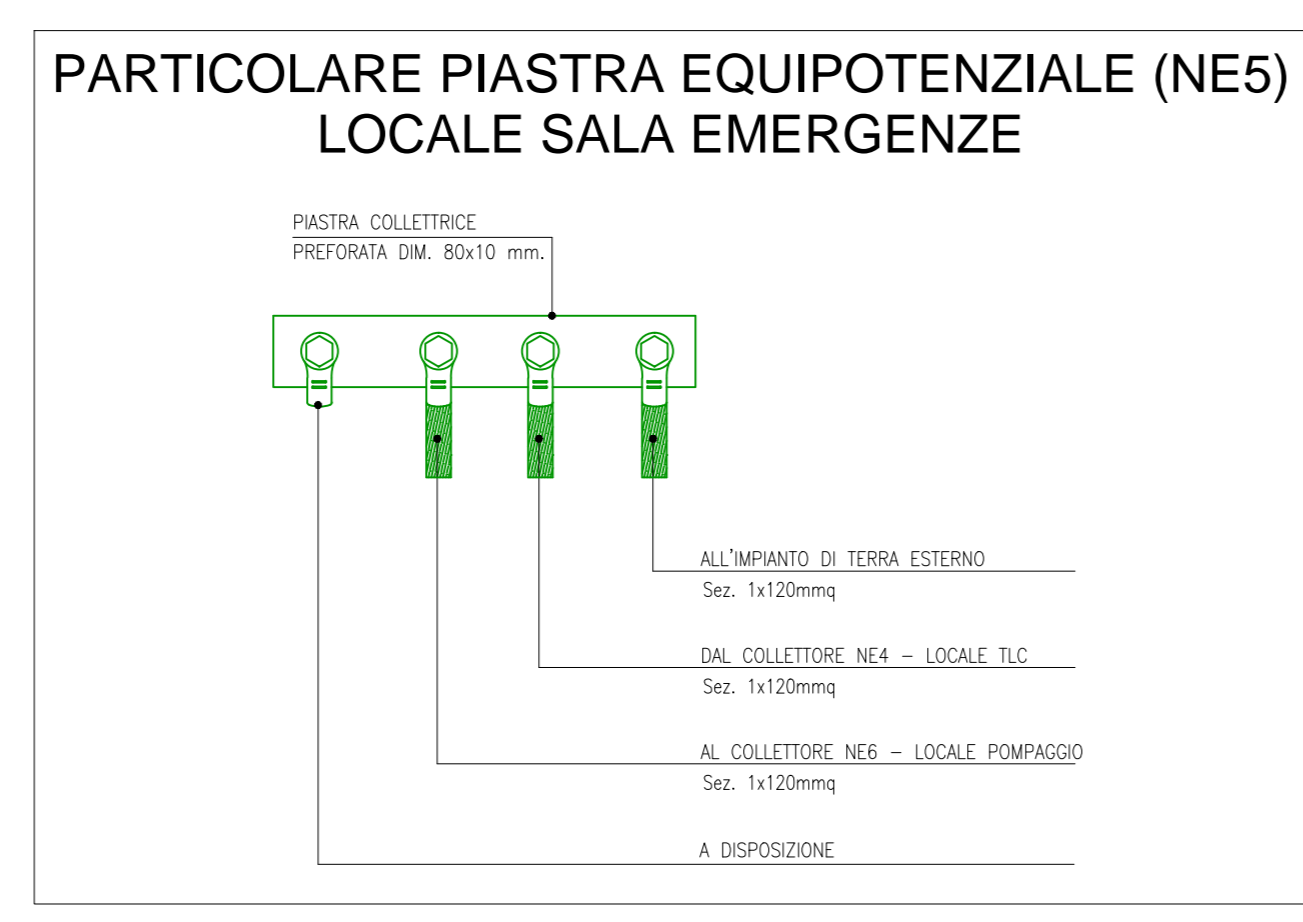 PARTICOLARE PIASTRA EQUIPOTENZIALE (NE5)
LOCALE SALA EMERGENZE
PIASTRA COLLETTRICE
PREFORATA DIM. 80x10 mm.
ALL'IMPIANTO DI TERRA ESTERNO
Sez. 1x120mmq
DAL COLLETTORE NE4 – LOCALE TLC
Sez. 1x120mmq
AL COLLETTORE NE6 – LOCALE POMPAGGIO
Sez. 1x120mmq
A DISPOSIZIONE